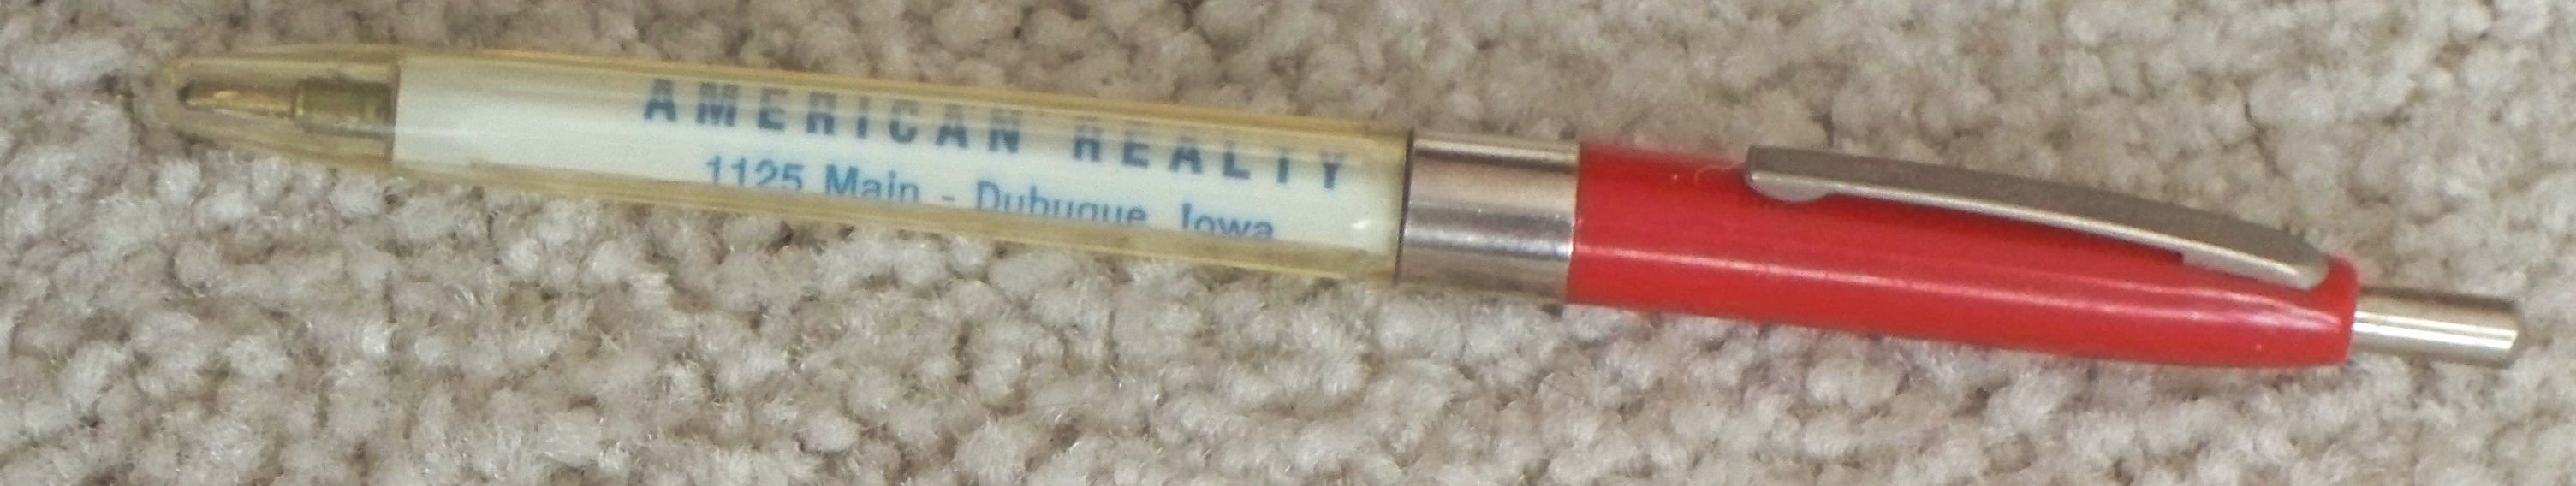 AMERICAN REALTY
1125 Main - Dubuque, Iowa